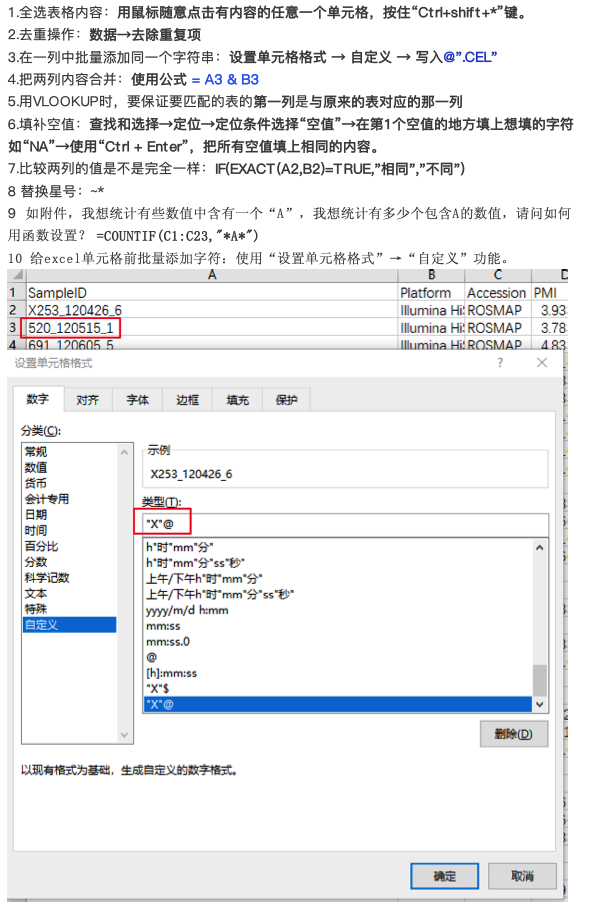 1.全选表格内容：用鼠标随意点击有内容的任意一个单元格，按住“Ctrl+shift+*”键。
2.去重操作：数据→去除重复项
3.在一列中批量添加同一个字符串：设置单元格格式 → 自定义 → 写入@”.CEL”
4.把两列内容合并：使用公式 = A3 & B3
5.用VLOOKUP时，要保证要匹配的表的第一列是与原来的表对应的那一列
6.填补空值：查找和选择→定位→定位条件选择“空值”→在第1个空值的地方填上想填的字符
如“NA”→使用“Ctrl + Enter”，把所有空值填上相同的内容。
7.比较两列的值是不是完全一样：IF(EXACT(A2,B2)=TRUE,”相同”,”不同”)
8 替换星号：~*
9 如附件，我想统计有些数值中含有一个“A”，我想统计有多少个包含A的数值，请问如何
用函数设置？ =COUNTIF(C1:C23,"*A*")
10 给excel单元格前批量添加字符：使用“设置单元格格式”→“自定义”功能。
A B C D
1 SampleID Platform Accession PMI
2 X253_120426_6 Illumina HiS ROSMAP 3.93
3 520_120515_1 Illumina HiS ROSMAP 3.78
4 691_120605_5 Illumina HiS ROSMAP 4.83
设置单元格格式 ? ×
数字 对齐 字体 边框 填充 保护
分类(C):
常规
数值
货币
会计专用
日期
时间
百分比
分数
科学记数
文本
特殊
自定义
示例
X253_120426_6
类型(T):
"X"@
h"时"mm"分"
h"时"mm"分"ss"秒"
上午/下午h"时"mm"分"
上午/下午h"时"mm"分"ss"秒"
yyyy/m/d h:mm
mm:ss
mm:ss.0
@
[h]:mm:ss
"X"$
"X"@
删除(D)
以现有格式为基础，生成自定义的数字格式。
确定 取消